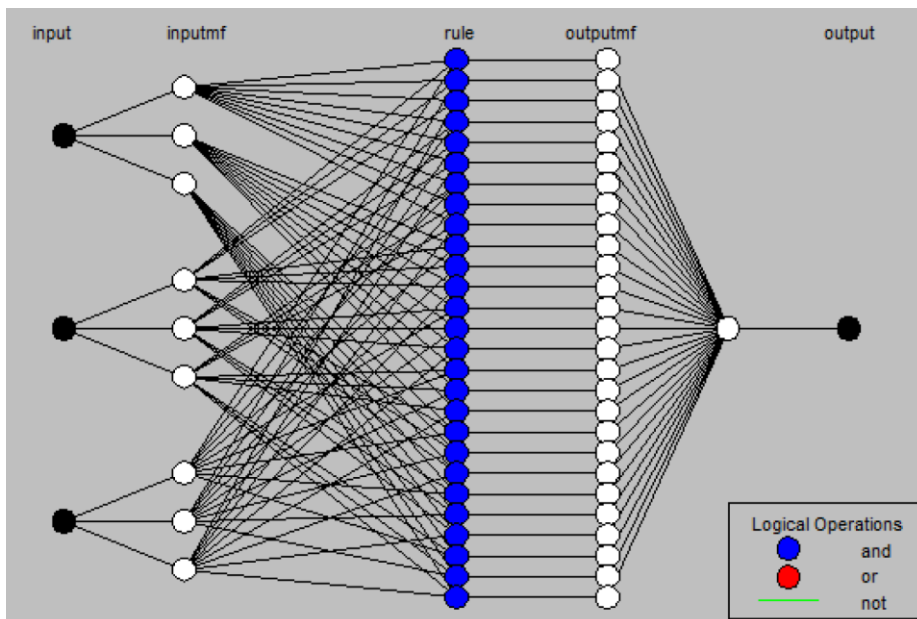 input inputmf rule outputmf output
Logical Operations
and
or
not